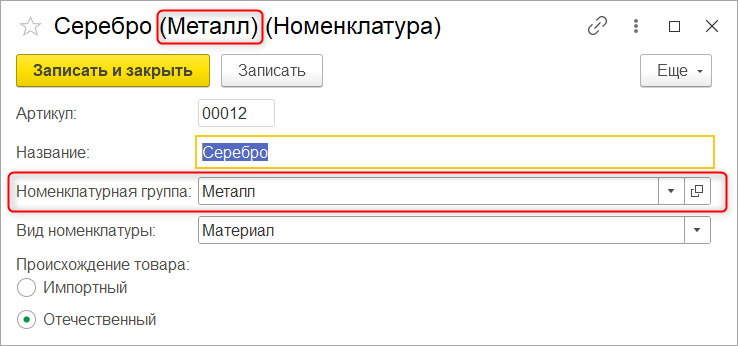 Серебро (Металл) (Номенклатура)
Записать и закрыть Записать Еще
Артикул: 00012
Название: Серебро
Номенклатурная группа: Металл
Вид номенклатуры: Материал
Происхождение товара:
Импортный
Отечественный